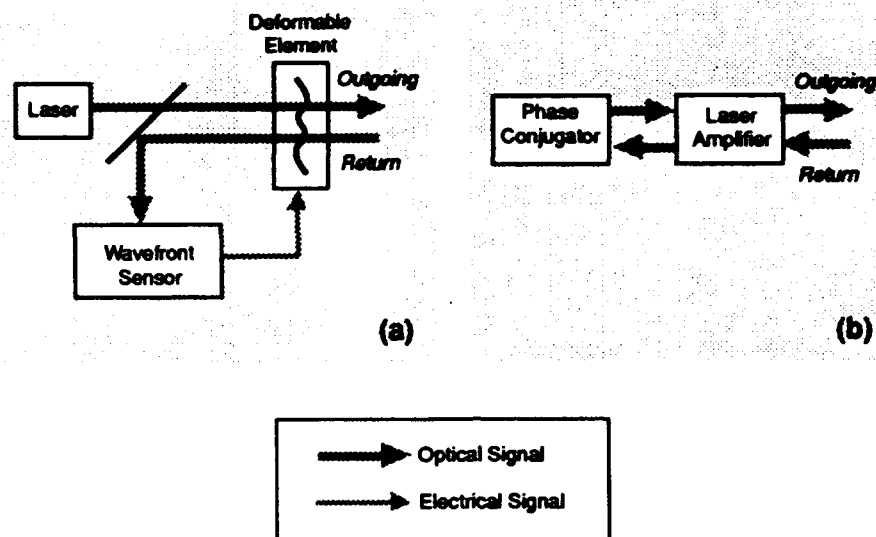 Deformable
Element
Outgoing
Laser
Return
Wavefront
Sensor
(a)
Outgoing
Phase
Conjugator
Laser
Amplifier
Return
(b)
Optical Signal
Electrical Signal